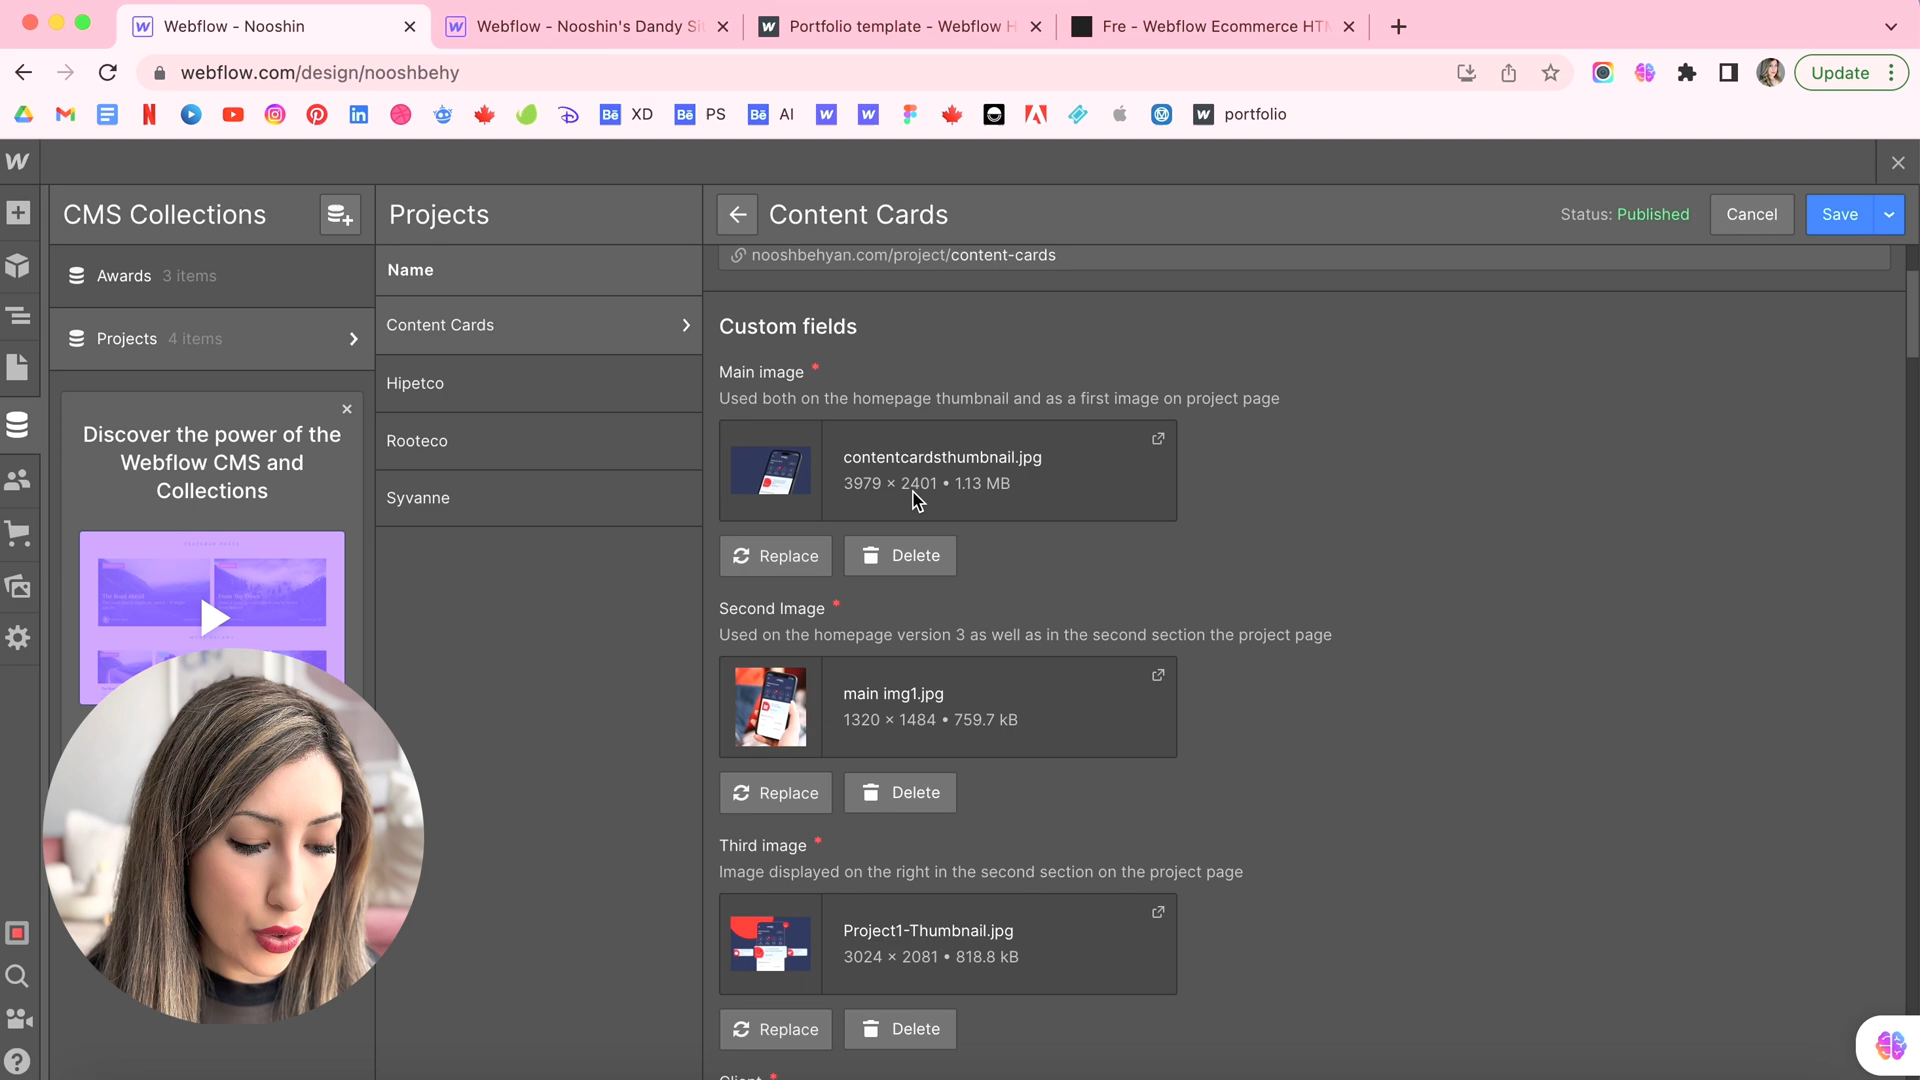 Webflow - Nooshin
Webflow - Nooshin's Dandy Si
Portfolio template - Webflow H
Fre - Webflow Ecommerce HTM
webflow.com/design/nooshbehy
Update
XD
PS
AI
portfolio
CMS Collections
Projects
Content Cards
Status: Published
Cancel
Save
nooshbehyan.com/project/content-cards
Awards 3 items
Projects 4 items
Discover the power of the
Webflow CMS and
Collections
Name
Content Cards
Hipetco
Rooteco
Syvanne
Custom fields
Main image *
Used both on the homepage thumbnail and as a first image on project page
contentcardsthumbnail.jpg
3979 × 2401 • 1.13 MB
Replace
Delete
Second Image *
Used on the homepage version 3 as well as in the second section the project page
main img1.jpg
1320 × 1484 • 759.7 kB
Replace
Delete
Third image *
Image displayed on the right in the second section on the project page
Project1-Thumbnail.jpg
3024 × 2081 • 818.8 kB
Replace
Delete
Client *